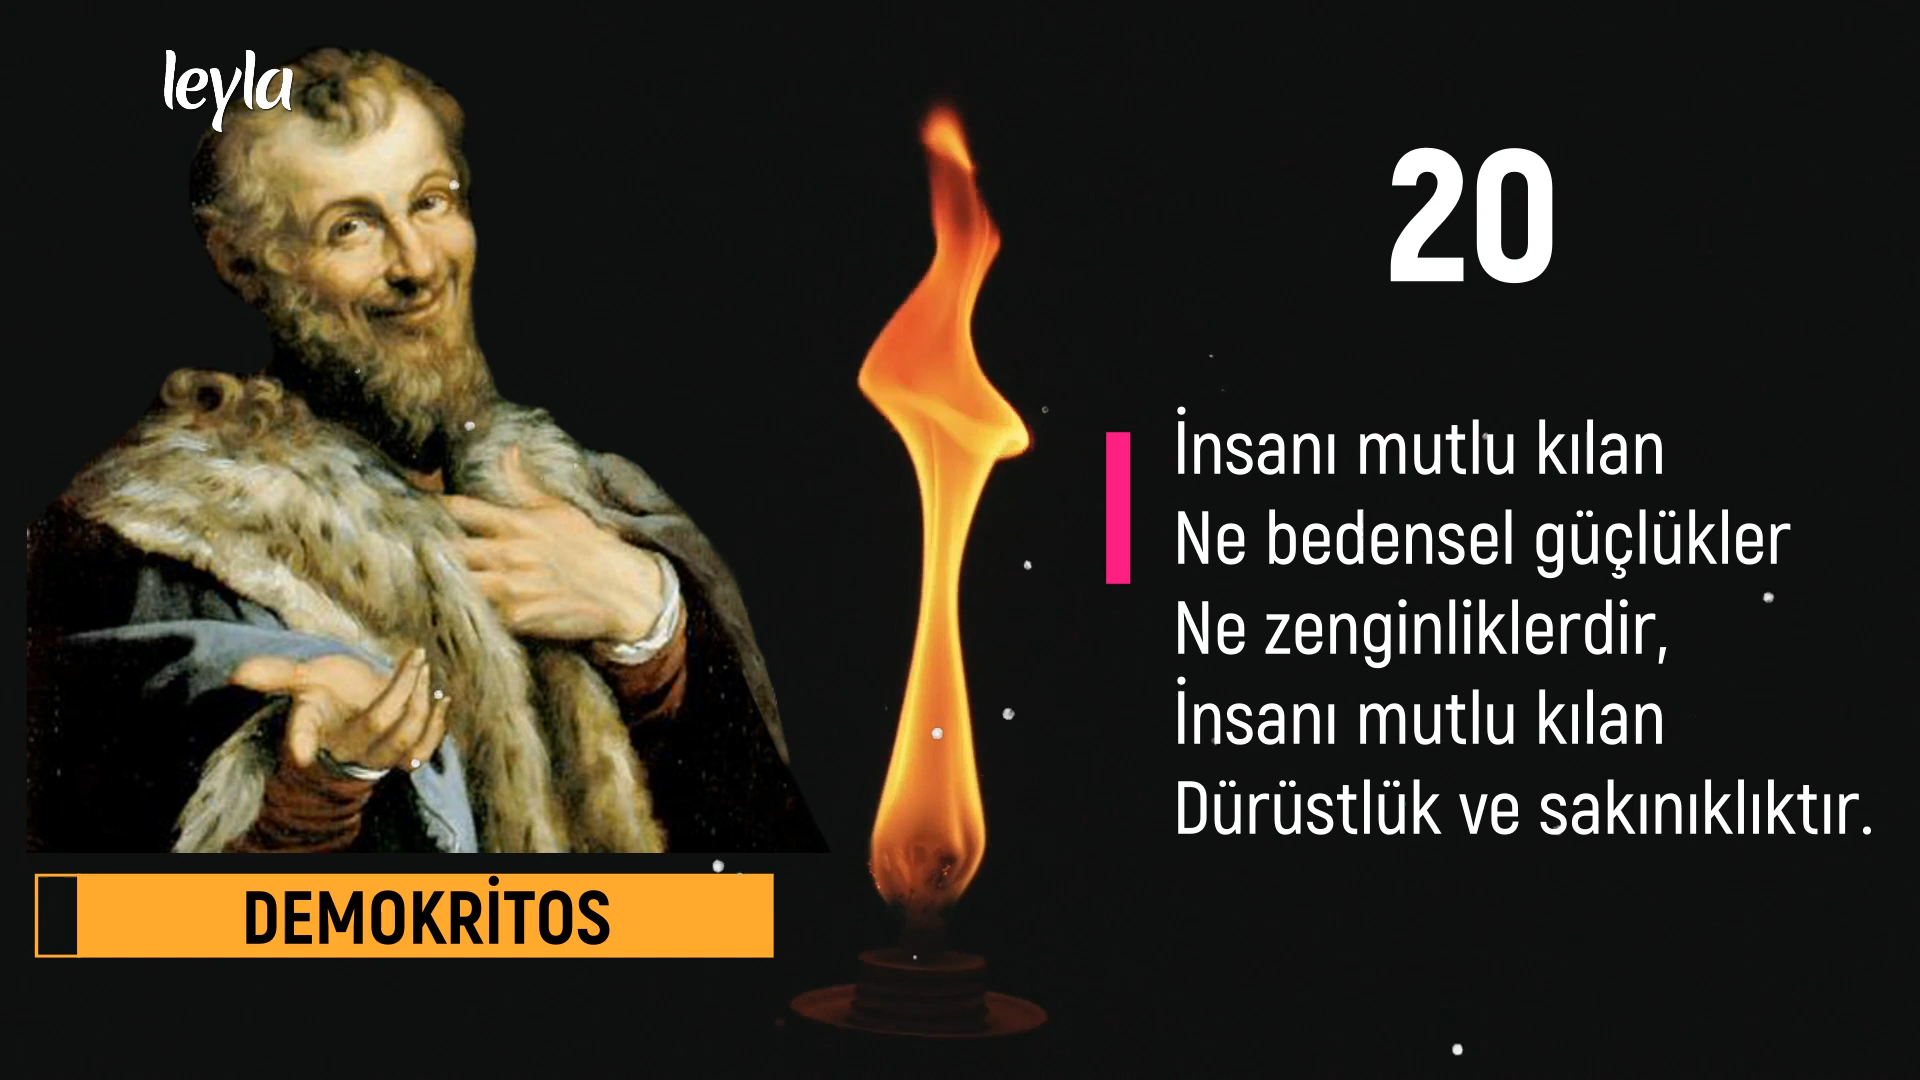 leyla
20
İnsanı mutlu kılan
Ne bedensel güçlükler
Ne zenginliklerdir,
İnsanı mutlu kılan
Dürüstlük ve sakınıklıktır.
DEMOKRİTOS